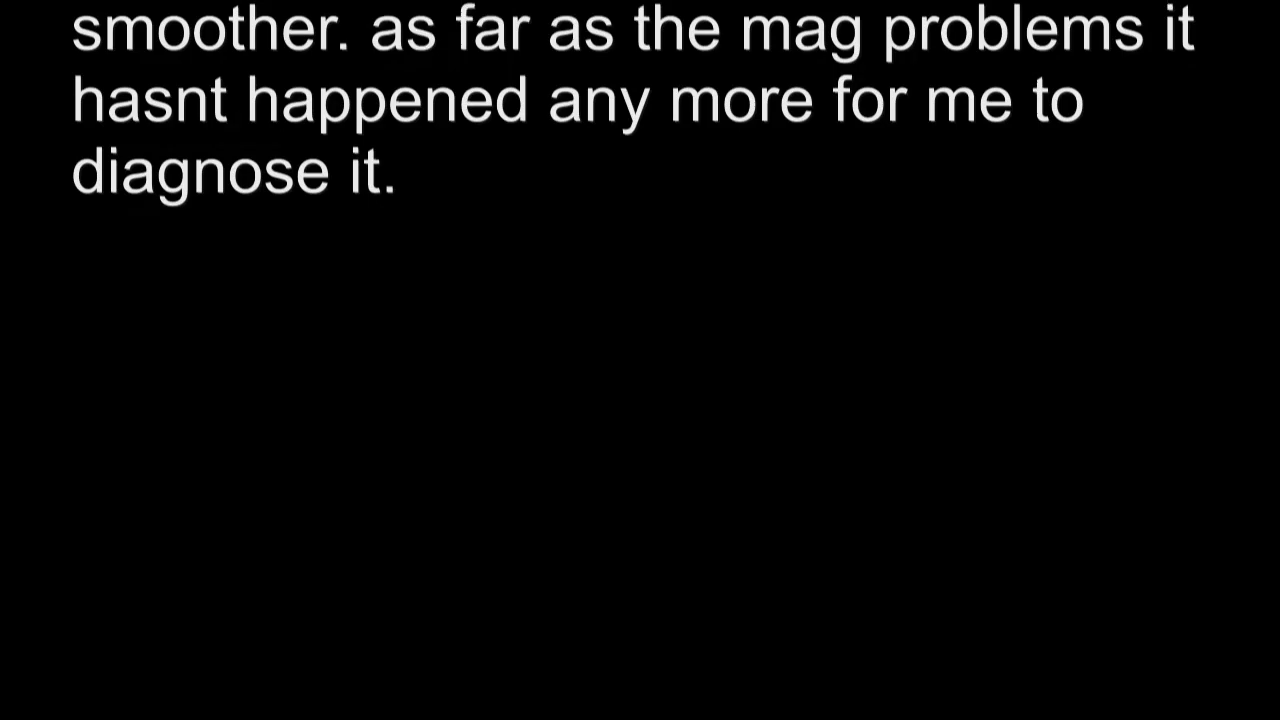 smoother. as far as the mag problems it
hasnt happened any more for me to
diagnose it.